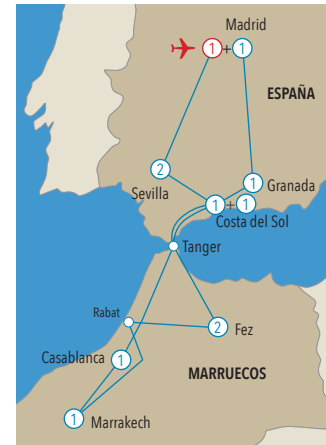 Madrid
1+1
ESPAÑA
2
Sevilla
1
Granada
1+1
Costa del Sol
Tanger
Rabat
2
Fez
Casablanca
1
MARRUECOS
1
Marrakech